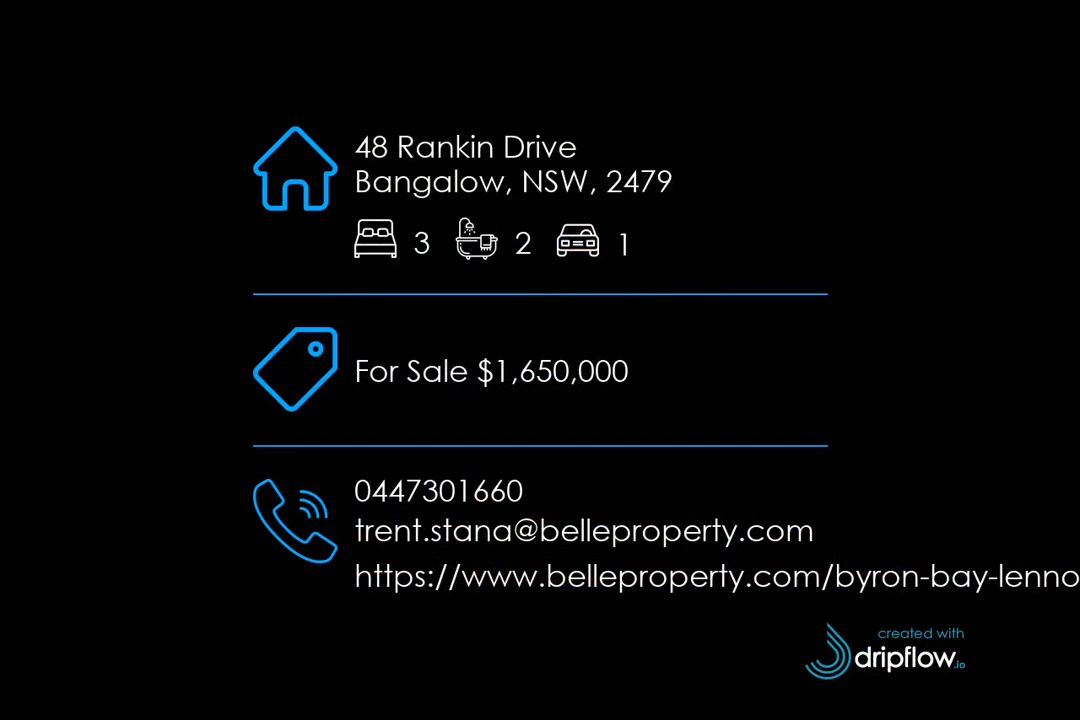 48 Rankin Drive
Bangalow, NSW, 2479
3 2 1
For Sale $1,650,000
0447301660
trent.stana@belleproperty.com
https://www.belleproperty.com/byron-bay-lenno
created with
dripflow.io